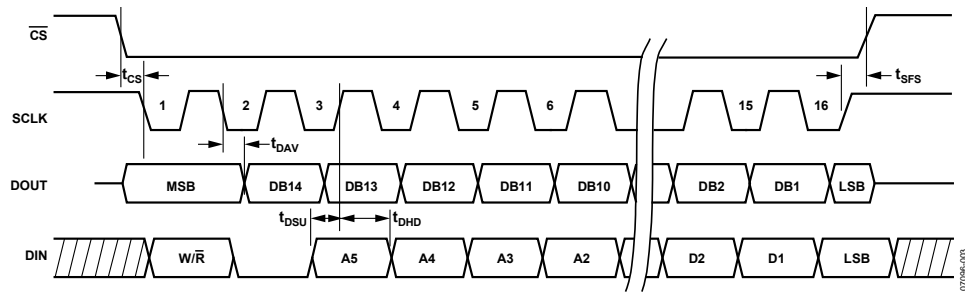 CS
tCS
tSFS
SCLK
1 2 3 4 5 6 15 16
tDAV
DOUT
MSB DB14 DB13 DB12 DB11 DB10 DB2 DB1 LSB
tDSU tDHD
DIN
W/R A5 A4 A3 A2 D2 D1 LSB
07096-003